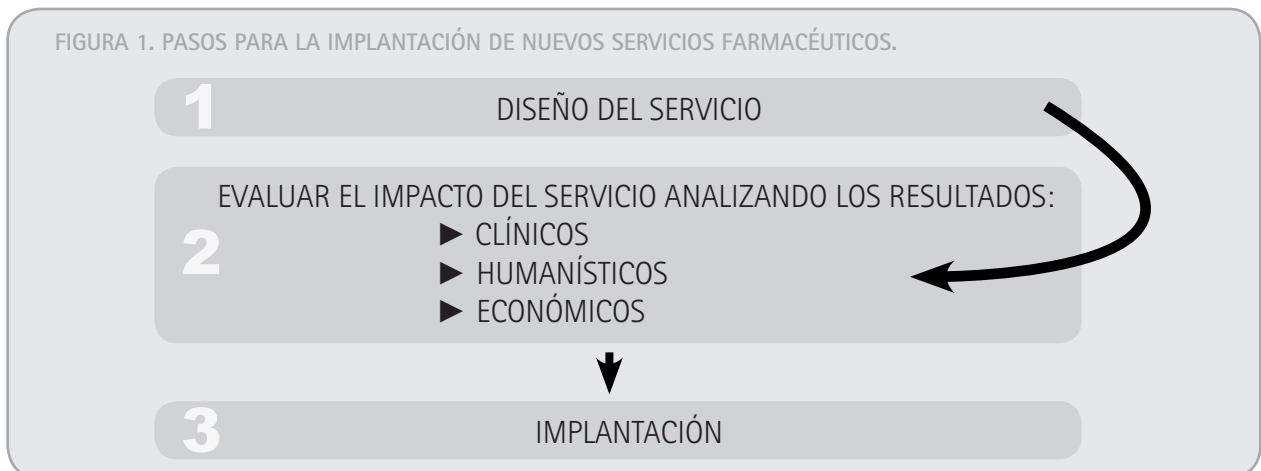 FIGURA 1. PASOS PARA LA IMPLANTACIÓN DE NUEVOS SERVICIOS FARMACÉUTICOS.
1 DISEÑO DEL SERVICIO
EVALUAR EL IMPACTO DEL SERVICIO ANALIZANDO LOS RESULTADOS:
2
► CLÍNICOS
► HUMANÍSTICOS
► ECONÓMICOS
3 IMPLANTACIÓN